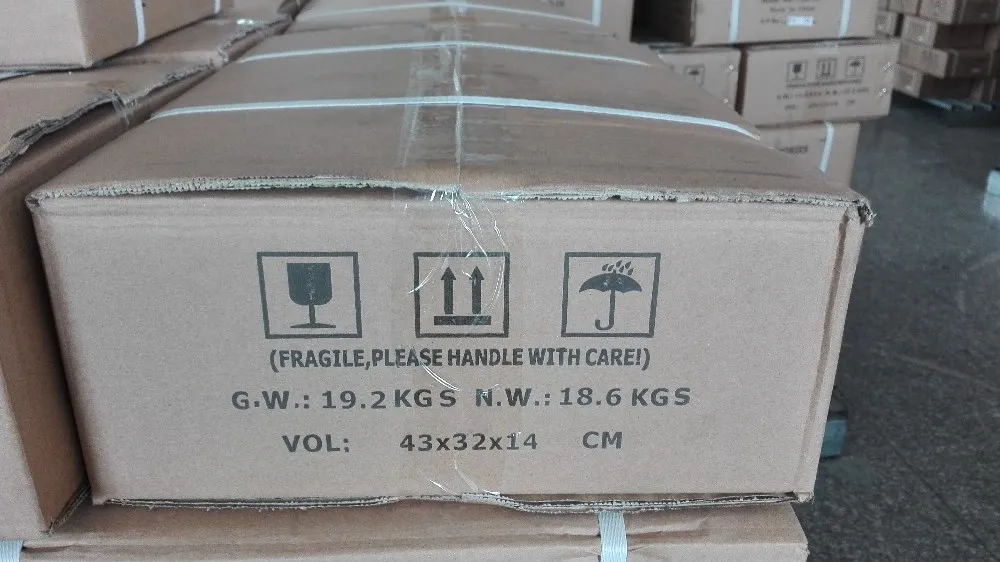 (FRAGILE,PLEASE HANDLE WITH CARE!)
G.W.: 19.2 KGS N.W.: 18.6 KGS
VOL: 43x32x14 CM